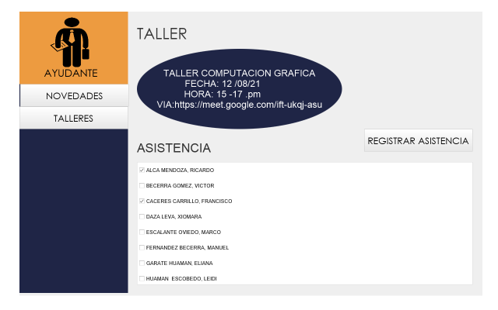 AYUDANTE
NOVEDADES
TALLERES
TALLER
TALLER COMPUTACION GRAFICA
FECHA: 12 /08/21
HORA: 15 -17 .pm
VIA:https://meet.google.com/ift-ukqj-asu
REGISTRAR ASISTENCIA
ASISTENCIA
ALCA MENDOZA, RICARDO
BECERRA GOMEZ, VICTOR
CACERES CARRILLO, FRANCISCO
DAZA LEVA, XIOMARA
ESCALANTE OVIEDO, MARCO
FERNANDEZ BECERRA, MANUEL
GARATE HUAMAN, ELIANA
HUAMAN ESCOBEDO, LEIDI